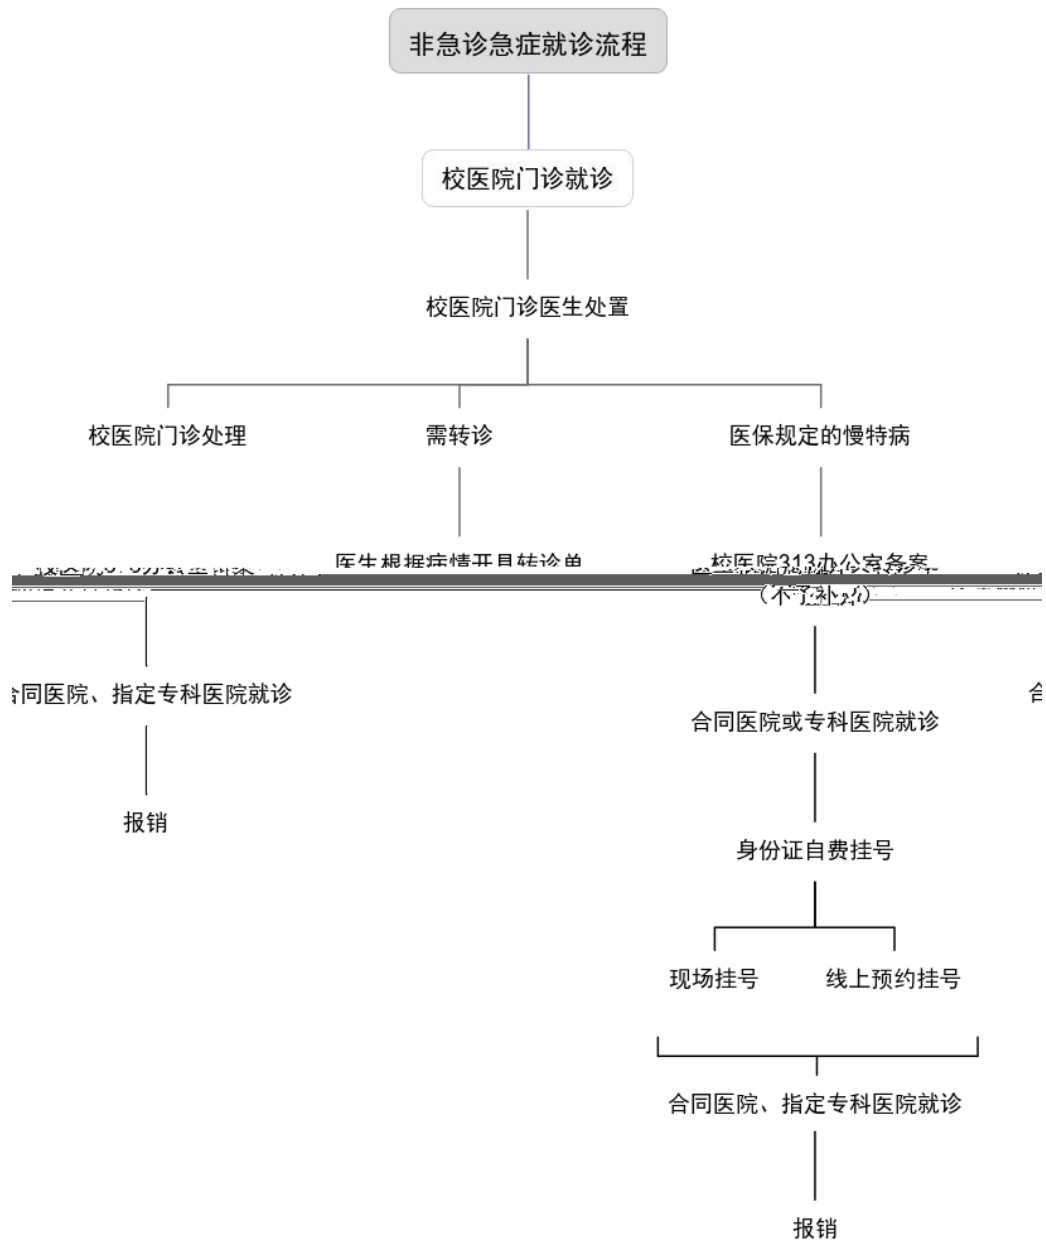 非急诊急症就诊流程
校医院门诊就诊
校医院门诊医生处置
校医院门诊处理 需转诊 医保规定的慢特病
医生根据病情开具转诊单 校医院313办公室备案
合同医院、指定专科医院就诊 合
合同医院或专科医院就诊
报销
身份证自费挂号
现场挂号 线上预约挂号
合同医院、指定专科医院就诊
报销